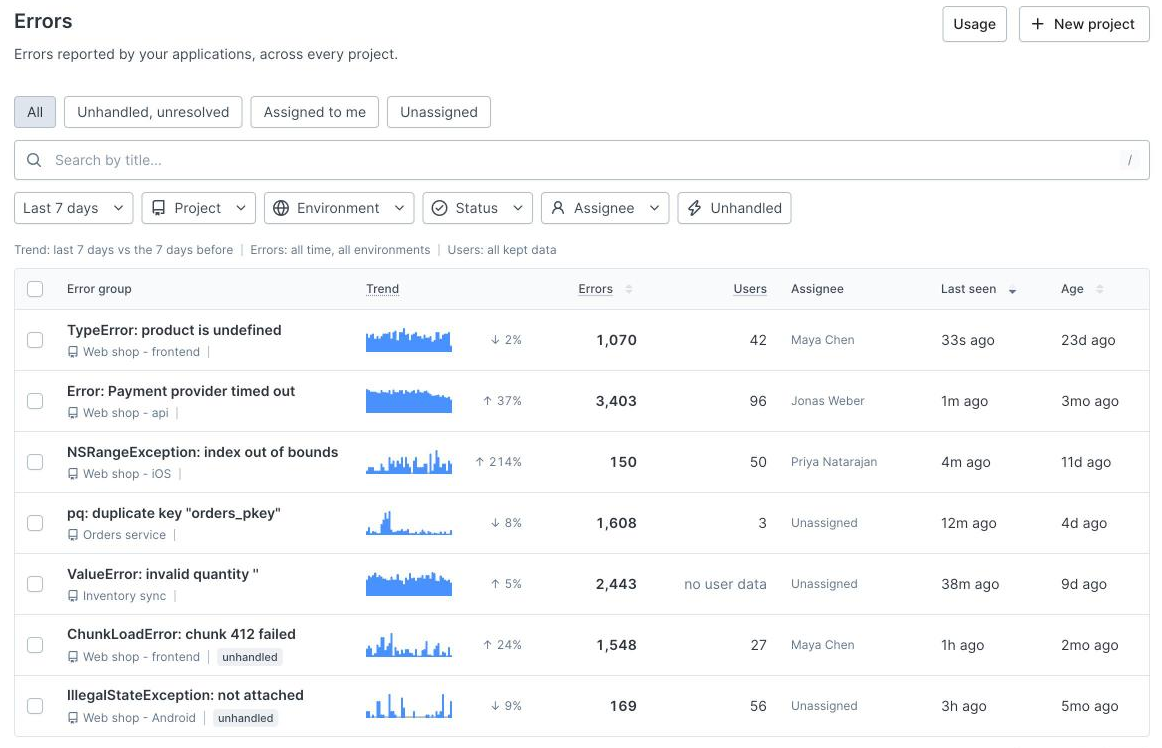 Errors
Usage
+ New project
Errors reported by your applications, across every project.
All
Unhandled, unresolved
Assigned to me
Unassigned
Search by title...
/
Last 7 days
Project
Environment
Status
Assignee
Unhandled
Trend: last 7 days vs the 7 days before | Errors: all time, all environments | Users: all kept data
Error group Trend Errors Users Assignee Last seen Age
TypeError: product is undefined
Web shop - frontend |
↓ 2% 1,070 42 Maya Chen 33s ago 23d ago
Error: Payment provider timed out
Web shop - api |
↑ 37% 3,403 96 Jonas Weber 1m ago 3mo ago
NSRangeException: index out of bounds
Web shop - iOS |
↑ 214% 150 50 Priya Natarajan 4m ago 11d ago
pq: duplicate key "orders_pkey"
Orders service |
↓ 8% 1,608 3 Unassigned 12m ago 4d ago
ValueError: invalid quantity ''
Inventory sync |
↑ 5% 2,443 no user data Unassigned 38m ago 9d ago
ChunkLoadError: chunk 412 failed
Web shop - frontend | unhandled
↑ 24% 1,548 27 Maya Chen 1h ago 2mo ago
IllegalStateException: not attached
Web shop - Android | unhandled
↓ 9% 169 56 Unassigned 3h ago 5mo ago